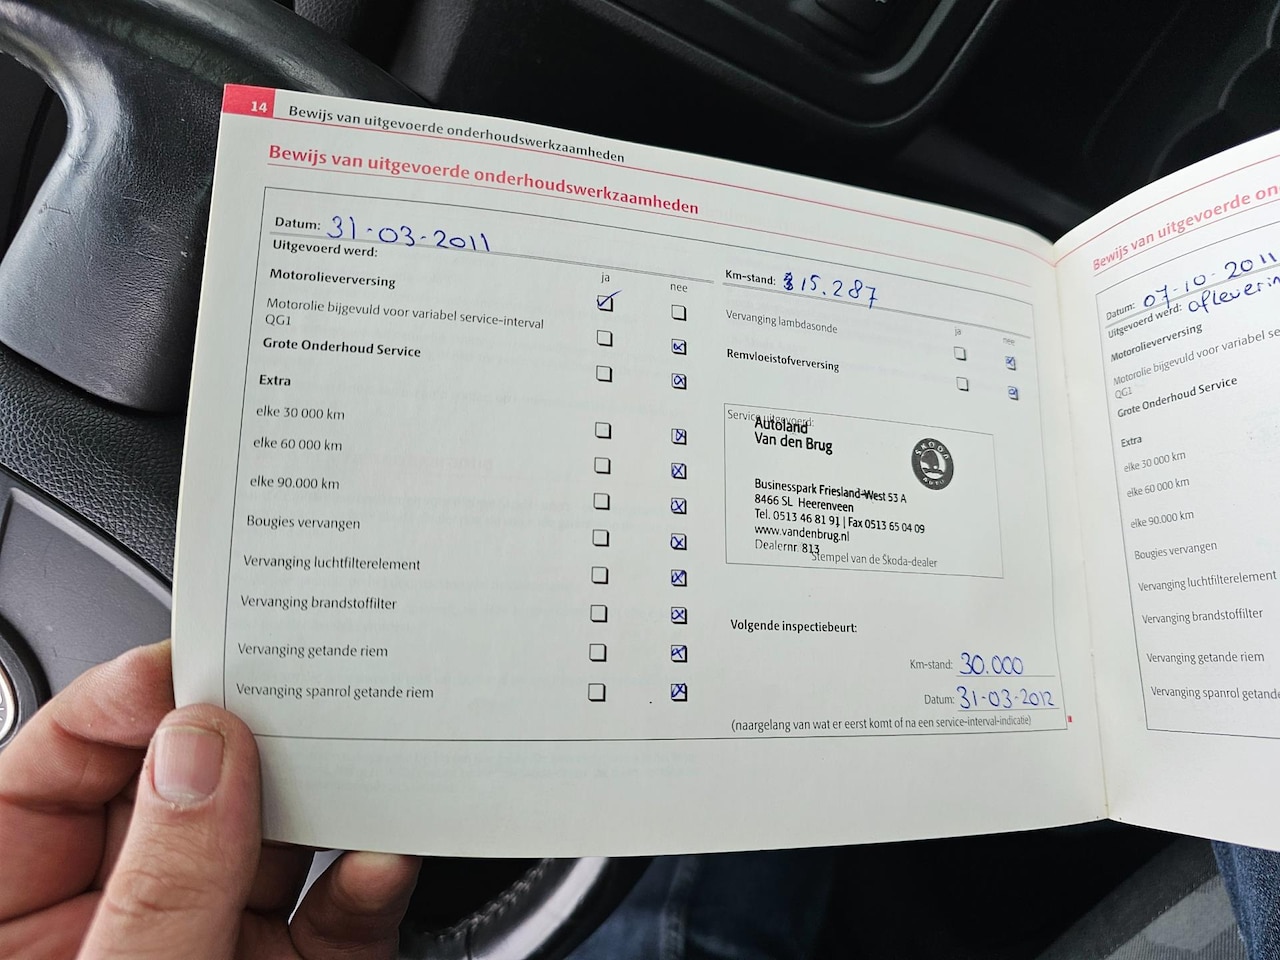 14 Bewijs van uitgevoerde onderhoudswerkzaamheden
Bewijs van uitgevoerde onderhoudswerkzaamheden
Datum: 31-03-2011
Uitgevoerd werd:
ja nee
Motorolieverversing
Motorolie bijgevuld voor variabel service-interval
QG1
Grote Onderhoud Service
Extra
elke 30 000 km
elke 60 000 km
elke 90.000 km
Bougies vervangen
Vervanging luchtfilterelement
Vervanging brandstoffilter
Vervanging getande riem
Vervanging spanrol getande riem
Km-stand: 15.287
ja nee
Vervanging lambdasonde
Remvloeistofverversing
Service uitgevoerd:
Autoland
Van den Brug
SKODA
AUTO
Businesspark Friesland-West 53 A
8466 SL Heerenveen
Tel. 0513 46 81 91 | Fax 0513 65 04 09
www.vandenbrug.nl
Dealernr. 813
Stempel van de Škoda-dealer
Volgende inspectiebeurt:
Km-stand: 30.000
Datum: 31-03-2012
(naargelang van wat er eerst komt of na een service-interval-indicatie)
Bewijs van uitgevoerde on
Datum: 07-10-2011
Uitgevoerd werd: afleverin
Motorolieverversing
Motorolie bijgevuld voor variabel se
QG1
Grote Onderhoud Service
Extra
elke 30 000 km
elke 60 000 km
elke 90.000 km
Bougies vervangen
Vervanging luchtfilterelement
Vervanging brandstoffilter
Vervanging getande riem
Vervanging spanrol getande